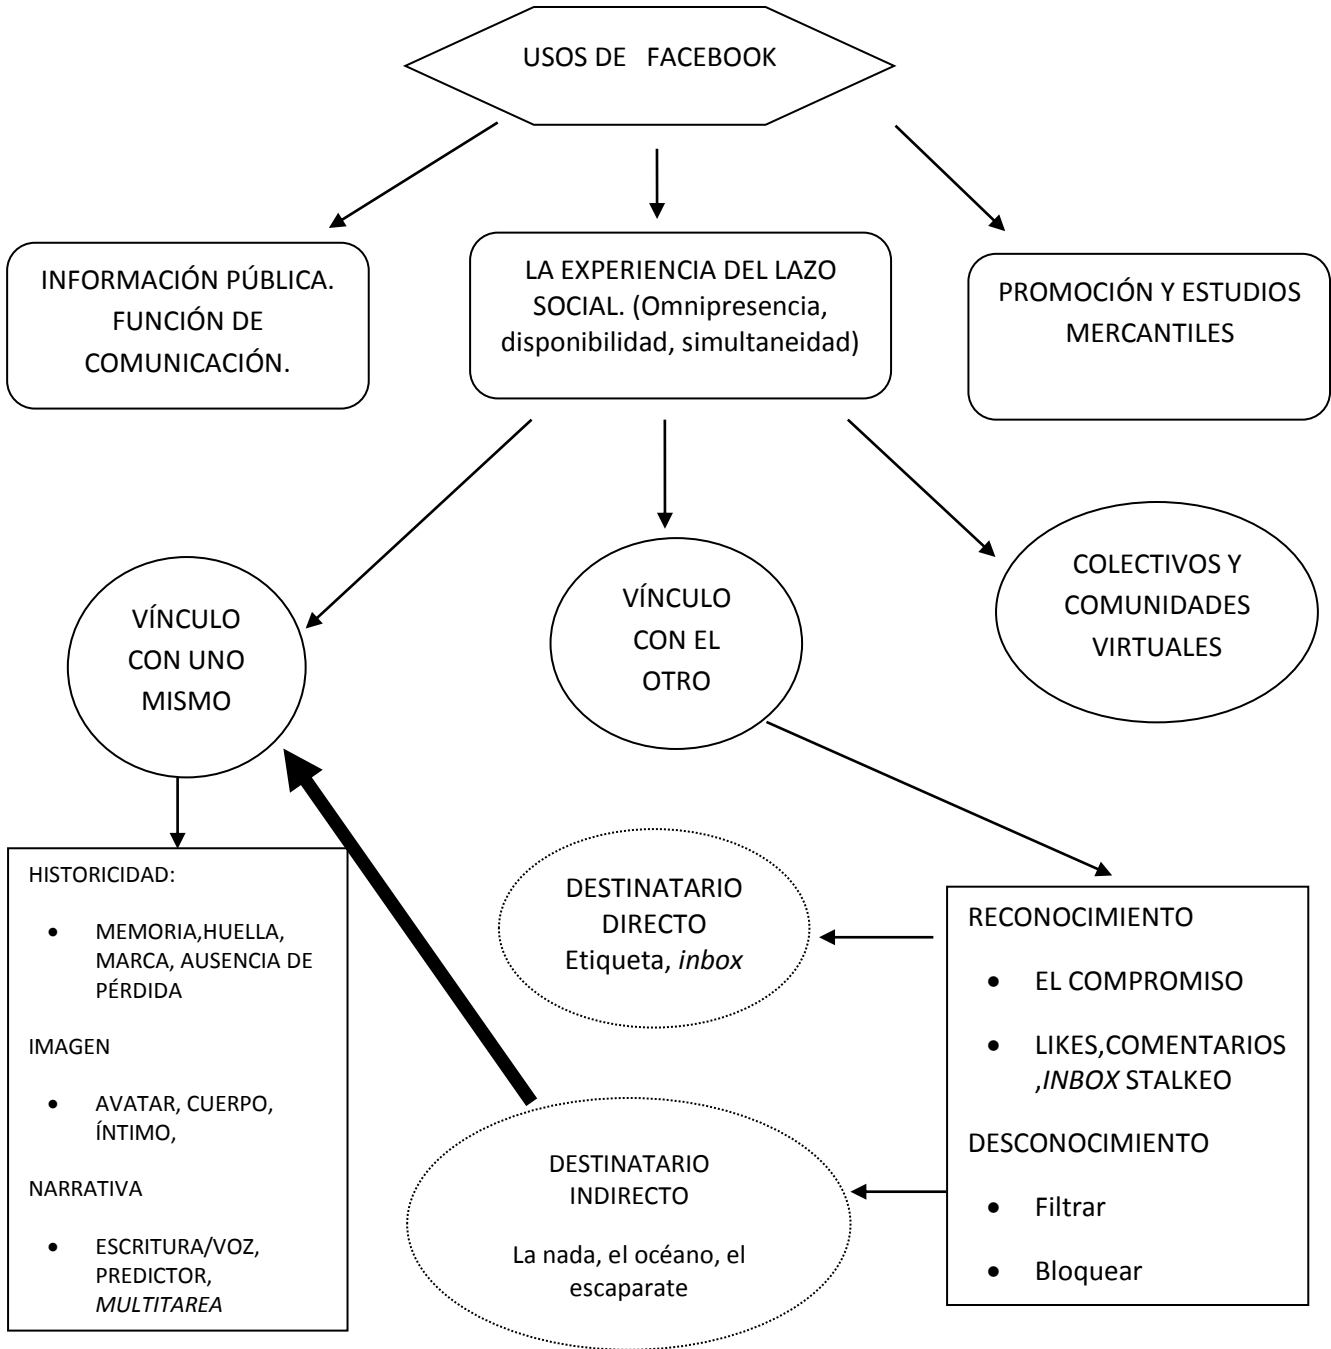 USOS DE FACEBOOK
INFORMACIÓN PÚBLICA.
FUNCIÓN DE
COMUNICACIÓN.
LA EXPERIENCIA DEL LAZO
SOCIAL. (Omnipresencia,
disponibilidad, simultaneidad)
PROMOCIÓN Y ESTUDIOS
MERCANTILES
VÍNCULO
CON UNO
MISMO
VÍNCULO
CON EL
OTRO
COLECTIVOS Y
COMUNIDADES
VIRTUALES
HISTORICIDAD:
• MEMORIA,HUELLA,
MARCA, AUSENCIA DE
PÉRDIDA
IMAGEN
• AVATAR, CUERPO,
ÍNTIMO,
NARRATIVA
• ESCRITURA/VOZ,
PREDICTOR,
MULTITAREA
DESTINATARIO
DIRECTO
Etiqueta, inbox
DESTINATARIO
INDIRECTO
La nada, el océano, el
escaparate
RECONOCIMIENTO
• EL COMPROMISO
• LIKES,COMENTARIOS
,INBOX STALKEO
DESCONOCIMIENTO
• Filtrar
• Bloquear